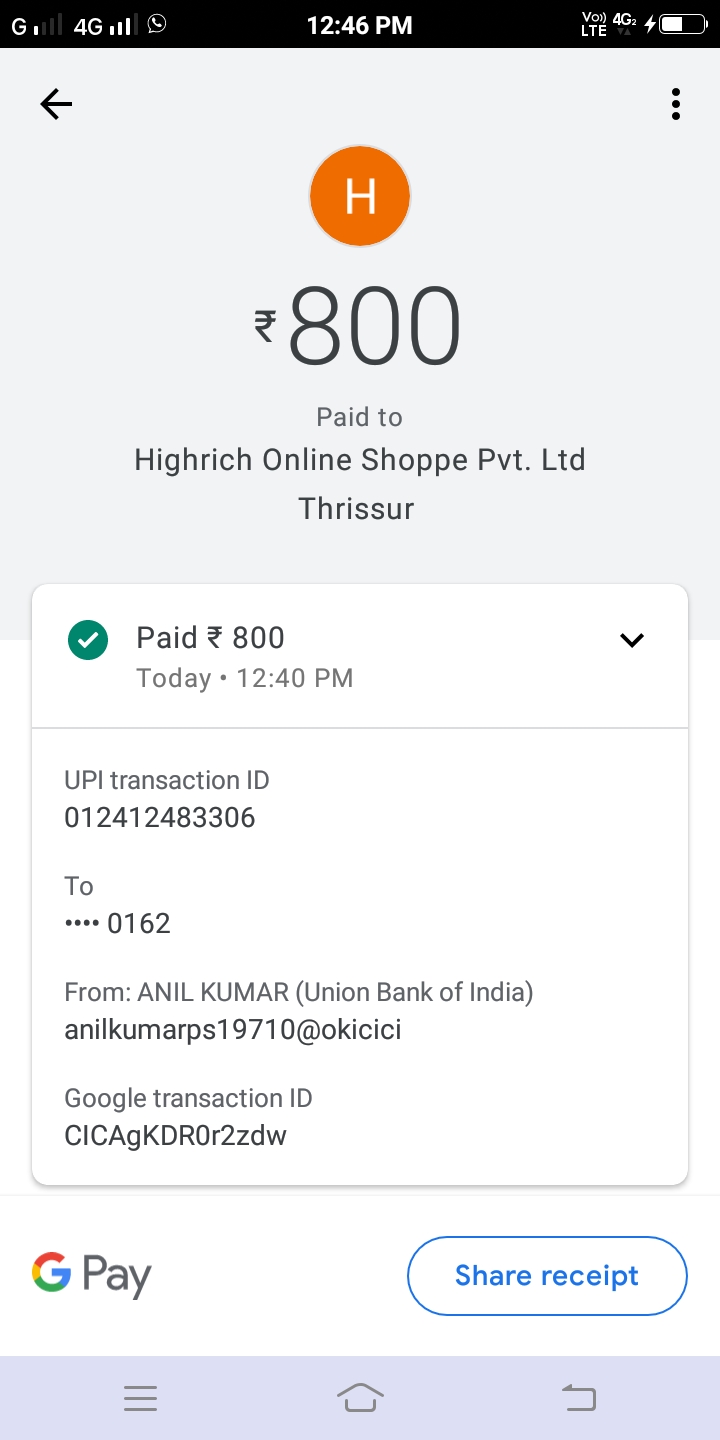 G 4G 12:46 PM Vo)) LTE 4G2
H
₹800
Paid to
Highrich Online Shoppe Pvt. Ltd
Thrissur
Paid ₹ 800
Today • 12:40 PM
UPI transaction ID
012412483306
To
•••• 0162
From: ANIL KUMAR (Union Bank of India)
anilkumarps19710@okicici
Google transaction ID
CICAgKDR0r2zdw
G Pay
Share receipt